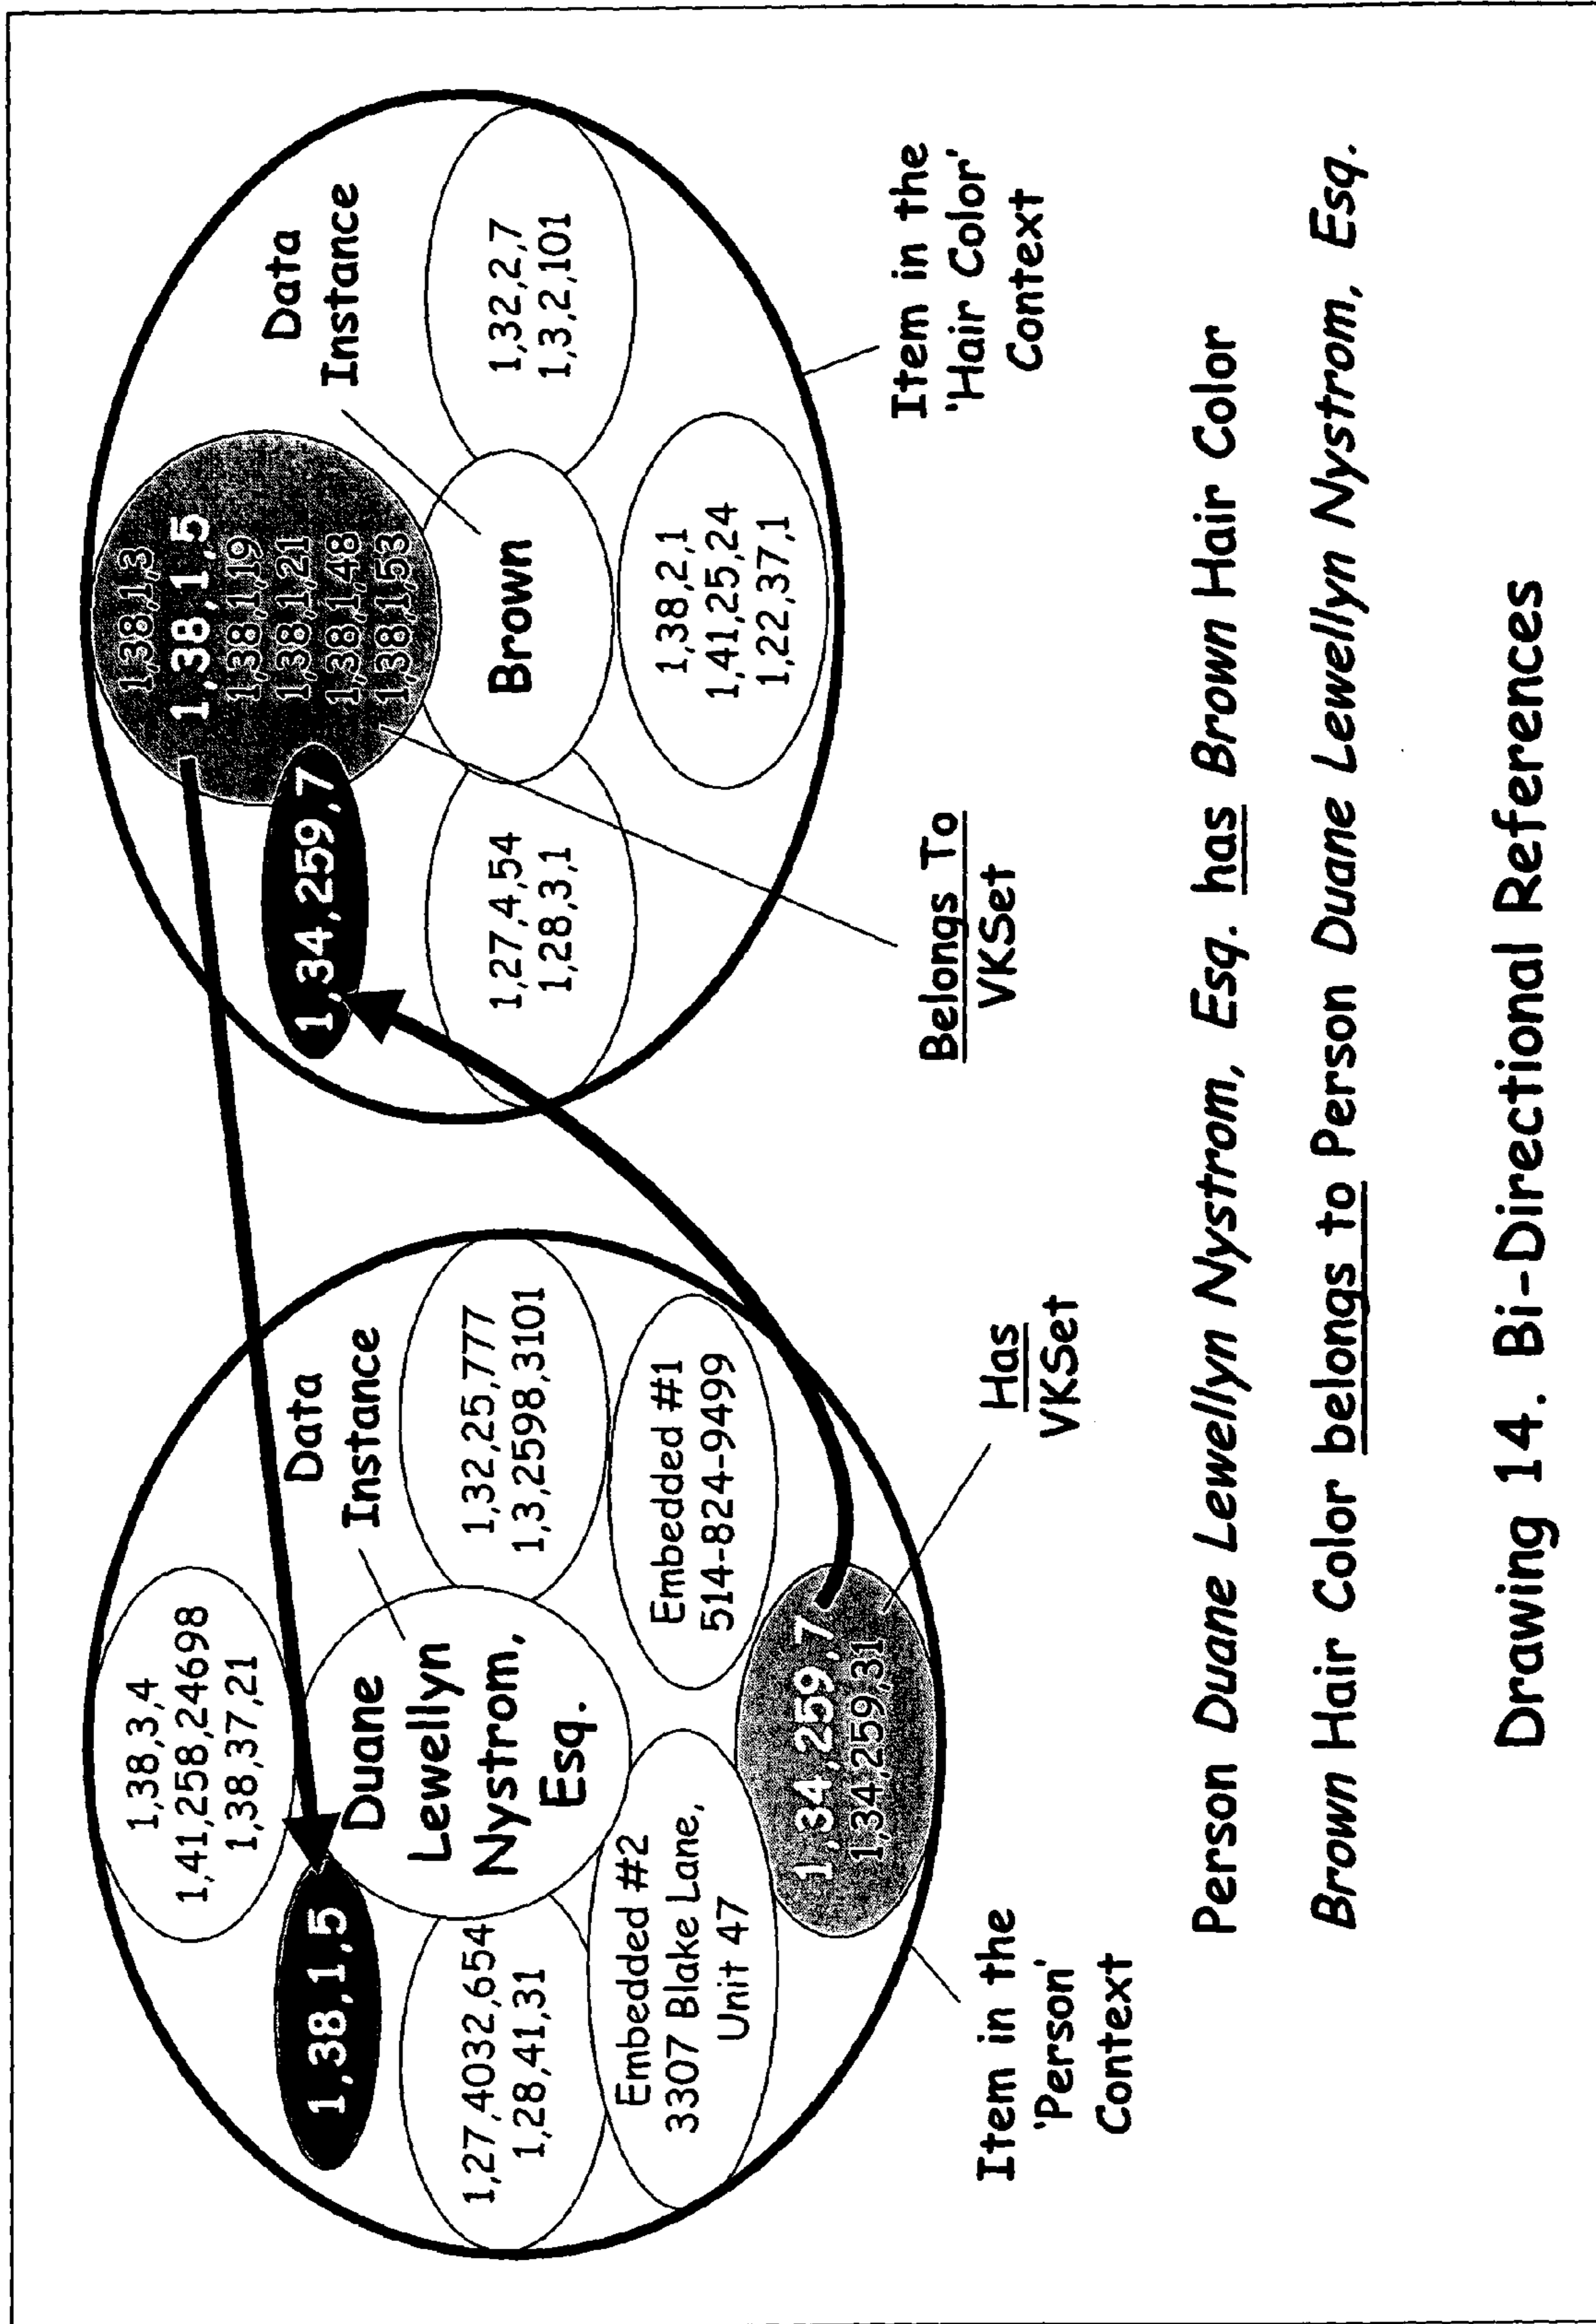 1,38,3,4
1,41,258,24698
1,38,37,21
1,38,1,5
Data
Instance
Duane
Lewellyn
Nystrom,
Esq.
1,27,4032,654
1,28,41,31
1,32,25,777
1,3,2598,3101
Embedded #2
3307 Blake Lane,
Unit 47
Embedded #1
514-824-9499
1,34,259,7
1,34,259,31
Item in the
'Person'
Context
Has
VKSet
1,38,1,3
1,38,1,5
1,38,1,19
1,38,1,21
1,38,1,48
1,38,1,53
1,34,259,7
Data
Instance
Brown
1,27,4,54
1,28,3,1
1,32,2,7
1,3,2,101
1,38,2,1
1,41,25,24
1,22,37,1
Belongs To
VKSet
Item in the
'Hair Color'
Context
Person Duane Lewellyn Nystrom, Esq. has Brown Hair Color
Brown Hair Color belongs to Person Duane Lewellyn Nystrom, Esq.
Drawing 14. Bi-Directional References